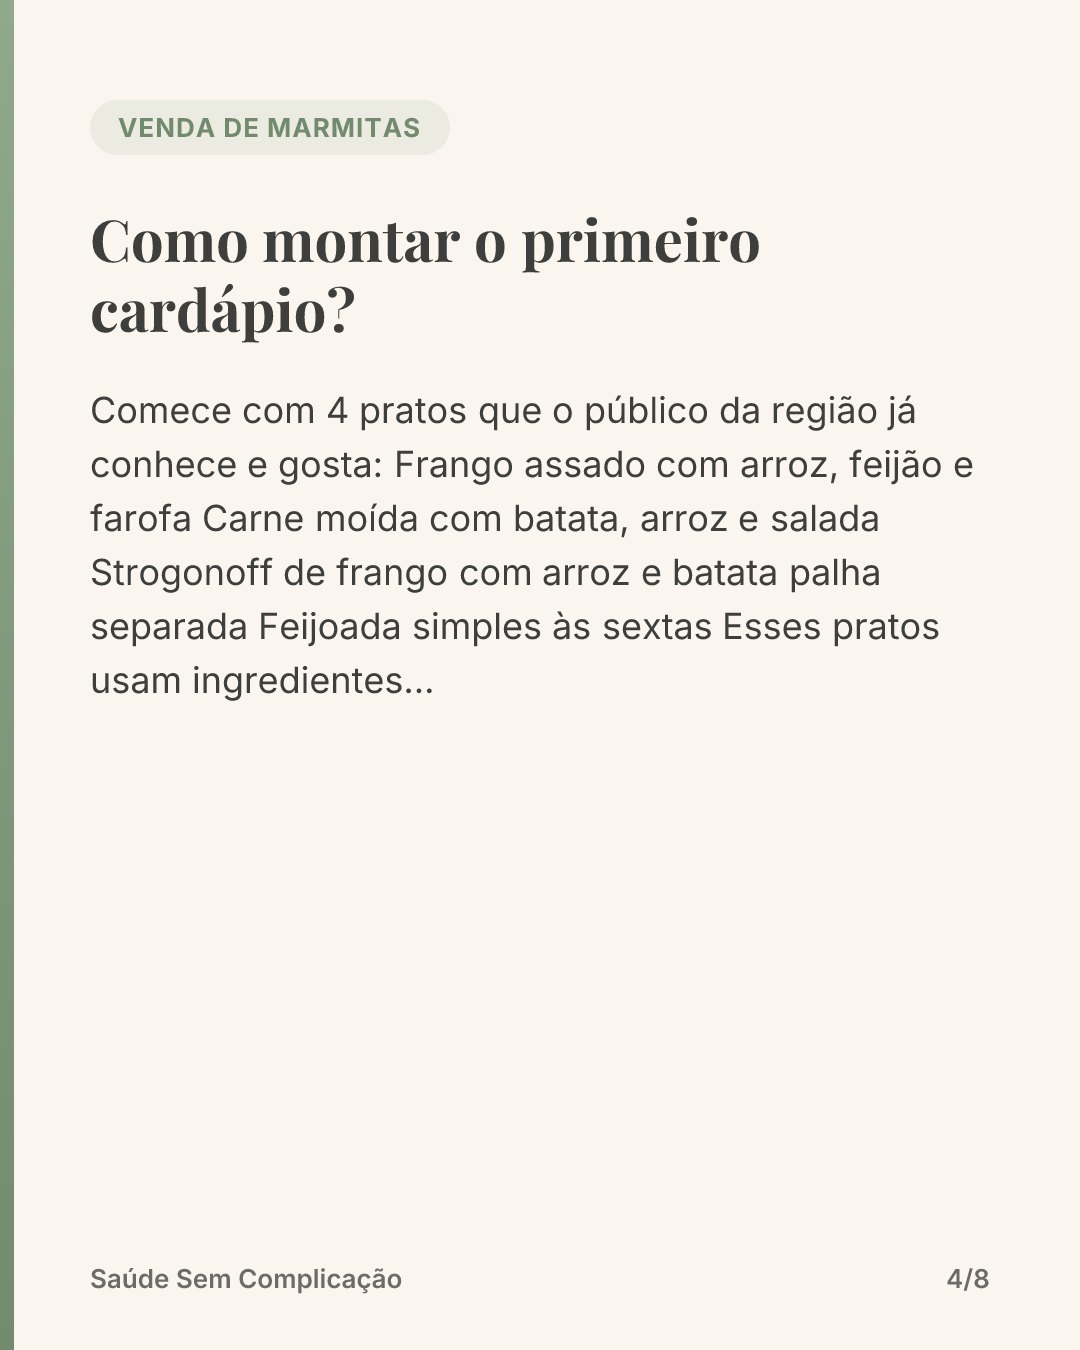 VENDA DE MARMITAS
Como montar o primeiro
cardápio?
Comece com 4 pratos que o público da região já
conhece e gosta: Frango assado com arroz, feijão e
farofa Carne moída com batata, arroz e salada
Strogonoff de frango com arroz e batata palha
separada Feijoada simples às sextas Esses pratos
usam ingredientes...
Saúde Sem Complicação
4/8